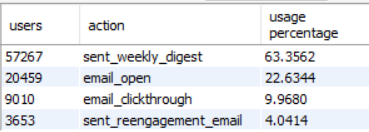 users action usage percentage
57267 sent_weekly_digest 63.3562
20459 email_open 22.6344
9010 email_clickthrough 9.9680
3653 sent_reengagement_email 4.0414